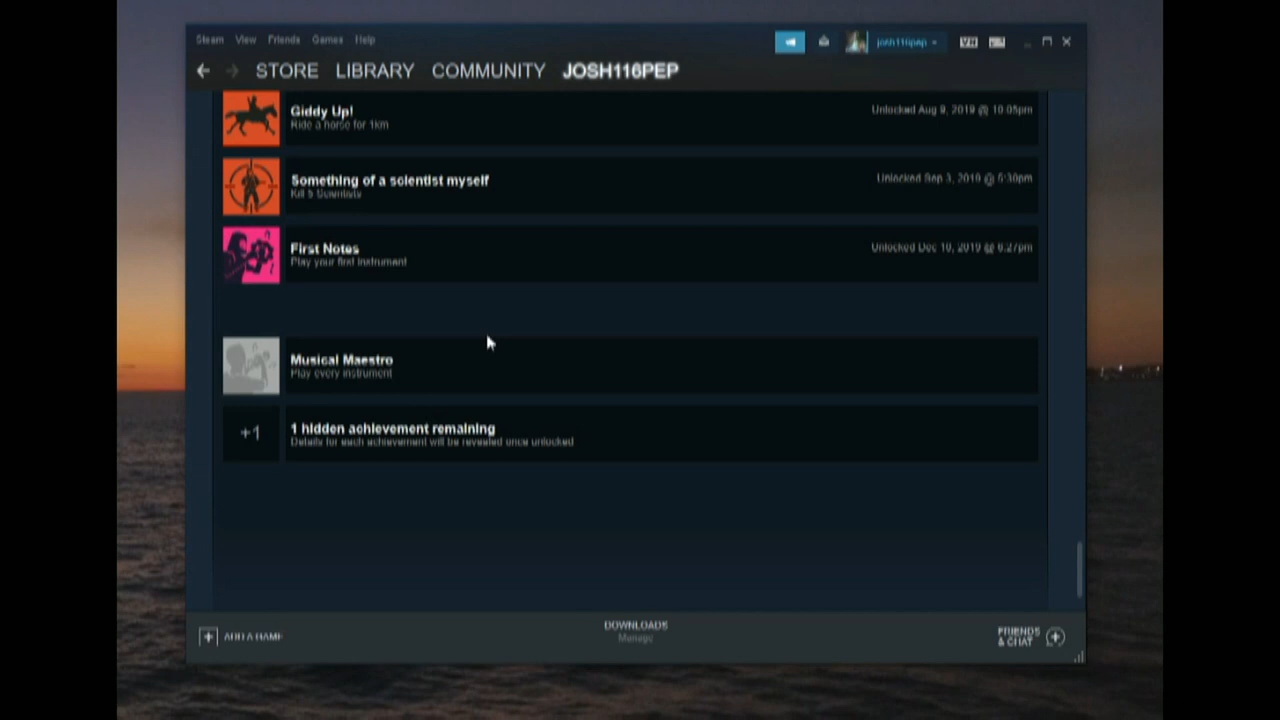 Steam View Friends Games Help
josh116pep
STORE LIBRARY COMMUNITY JOSH116PEP
Giddy Up!
Ride a horse for 1km
Unlocked Aug 9, 2019 @ 10:05pm
Something of a scientist myself
Kill 5 Scientists
Unlocked Sep 3, 2019 @ 5:30pm
First Notes
Play your first instrument
Unlocked Dec 10, 2019 @ 6:27pm
Musical Maestro
Play every instrument
+1
1 hidden achievement remaining
Details for each achievement will be revealed once unlocked
+ ADD A GAME
DOWNLOADS
Manage
FRIENDS
& CHAT